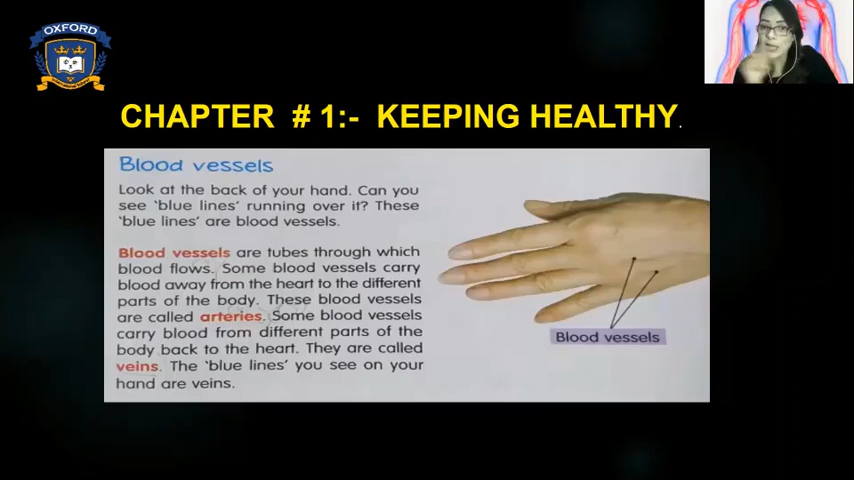 OXFORD
CHAPTER # 1:- KEEPING HEALTHY.
Blood vessels
Look at the back of your hand. Can you
see 'blue lines' running over it? These
'blue lines' are blood vessels.
Blood vessels are tubes through which
blood flows. Some blood vessels carry
blood away from the heart to the different
parts of the body. These blood vessels
are called arteries. Some blood vessels
carry blood from different parts of the
body back to the heart. They are called
veins. The 'blue lines' you see on your
hand are veins.
Blood vessels